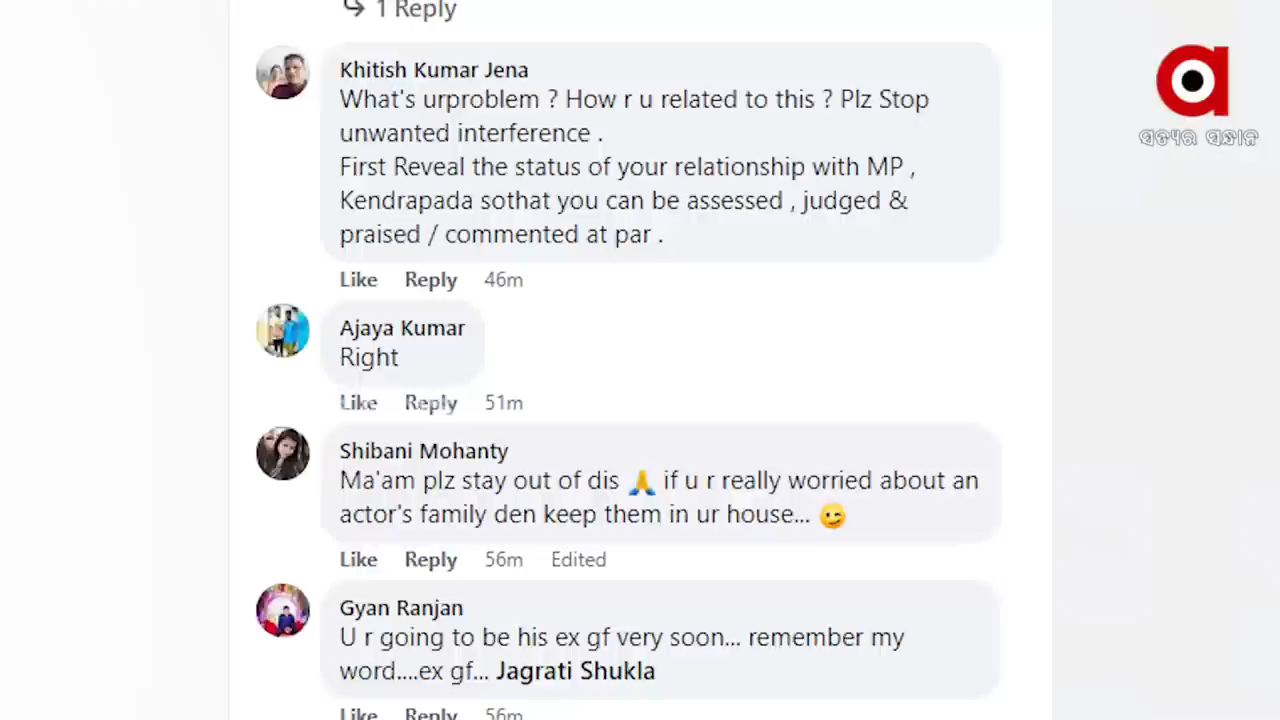 1 Reply
Khitish Kumar Jena
What's urproblem ? How r u related to this ? Plz Stop
unwanted interference .
First Reveal the status of your relationship with MP ,
Kendrapada sothat you can be assessed , judged &
praised / commented at par .
Like Reply 46m
Ajaya Kumar
Right
Like Reply 51m
Shibani Mohanty
Ma'am plz stay out of dis 🙏 if u r really worried about an
actor's family den keep them in ur house... 😉
Like Reply 56m Edited
Gyan Ranjan
U r going to be his ex gf very soon... remember my
word....ex gf... Jagrati Shukla
Like Reply 56m
a
ସତ୍ୟର ସନ୍ଧାନ